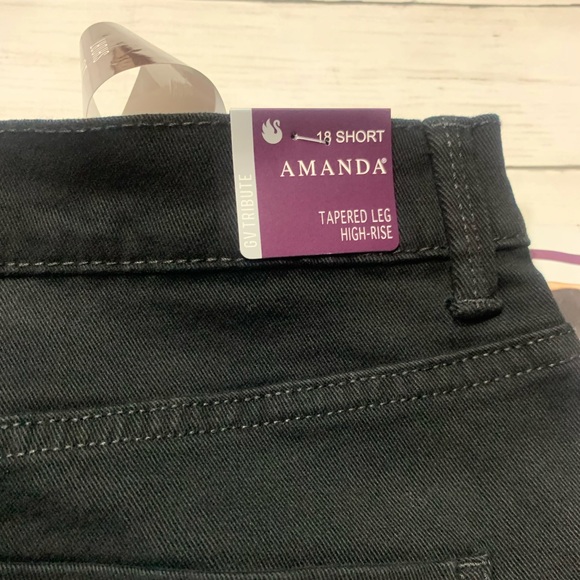 18 SHORT
AMANDA®
TAPERED LEG
HIGH-RISE
GV TRIBUTE